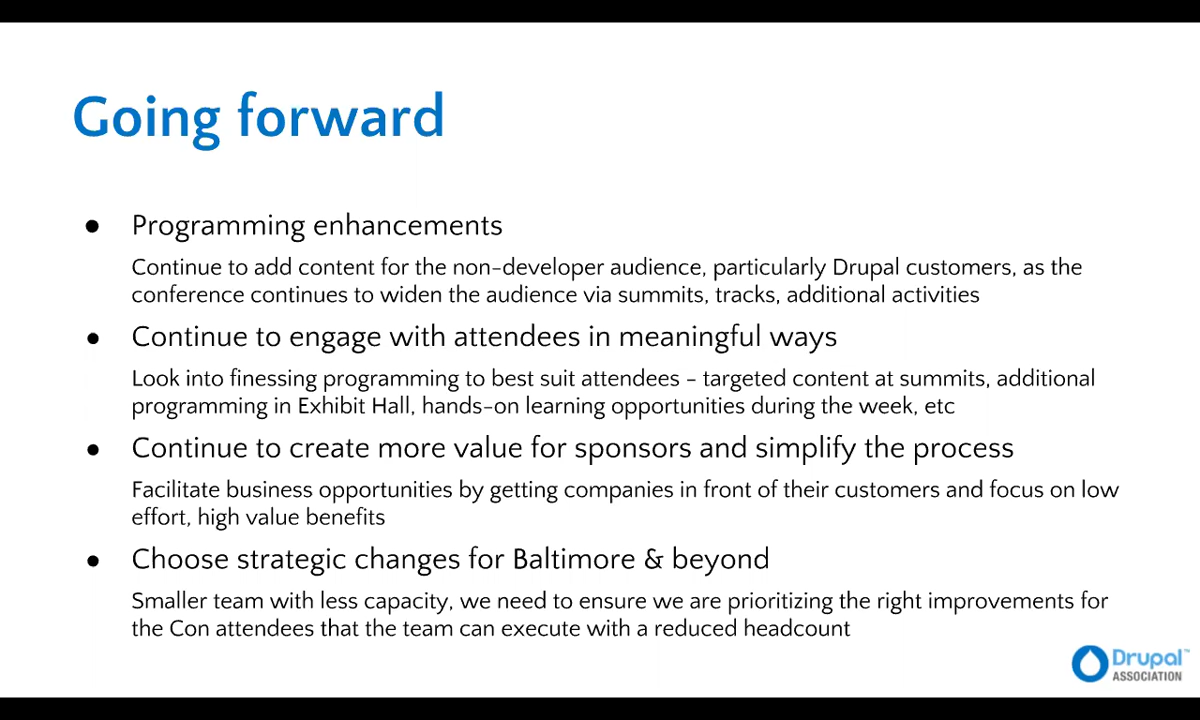 Going forward
● Programming enhancements
Continue to add content for the non-developer audience, particularly Drupal customers, as the
conference continues to widen the audience via summits, tracks, additional activities
● Continue to engage with attendees in meaningful ways
Look into finessing programming to best suit attendees - targeted content at summits, additional
programming in Exhibit Hall, hands-on learning opportunities during the week, etc
● Continue to create more value for sponsors and simplify the process
Facilitate business opportunities by getting companies in front of their customers and focus on low
effort, high value benefits
● Choose strategic changes for Baltimore & beyond
Smaller team with less capacity, we need to ensure we are prioritizing the right improvements for
the Con attendees that the team can execute with a reduced headcount
Drupal™
ASSOCIATION